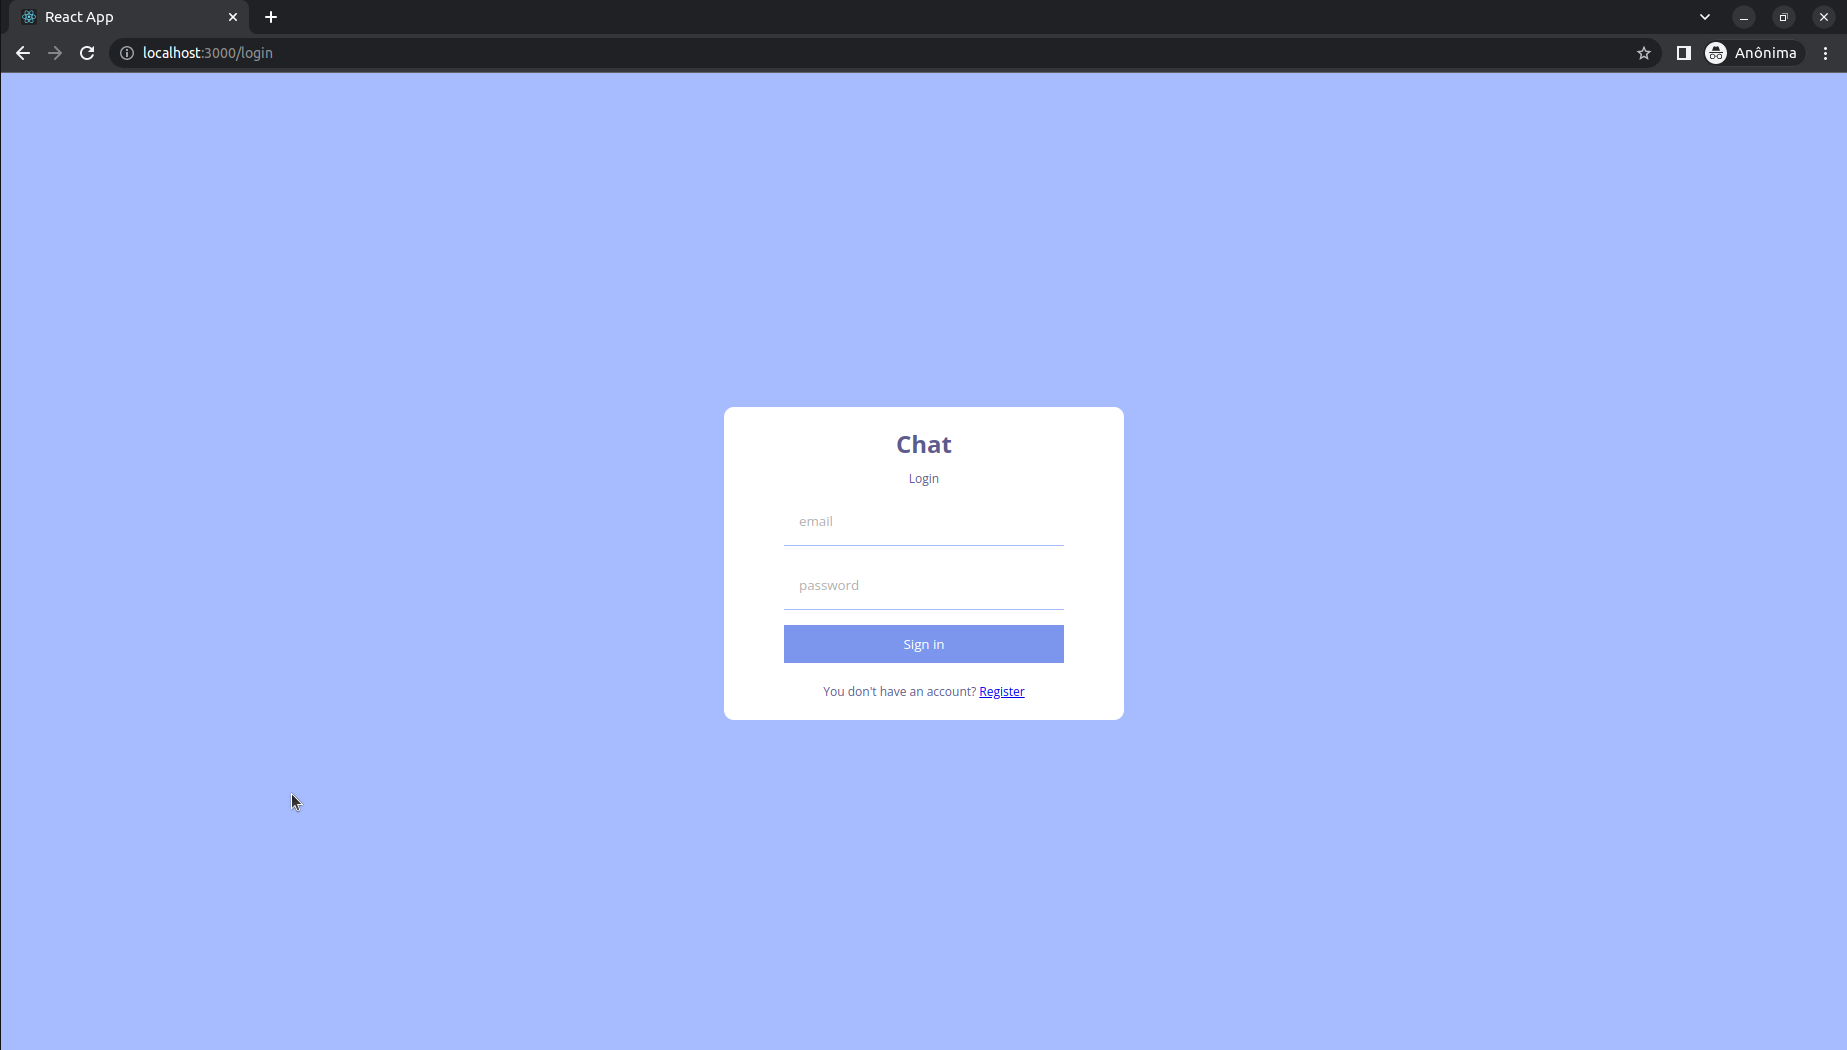 React App
localhost:3000/login
Anônima
Chat
Login
email
password
Sign in
You don't have an account? Register